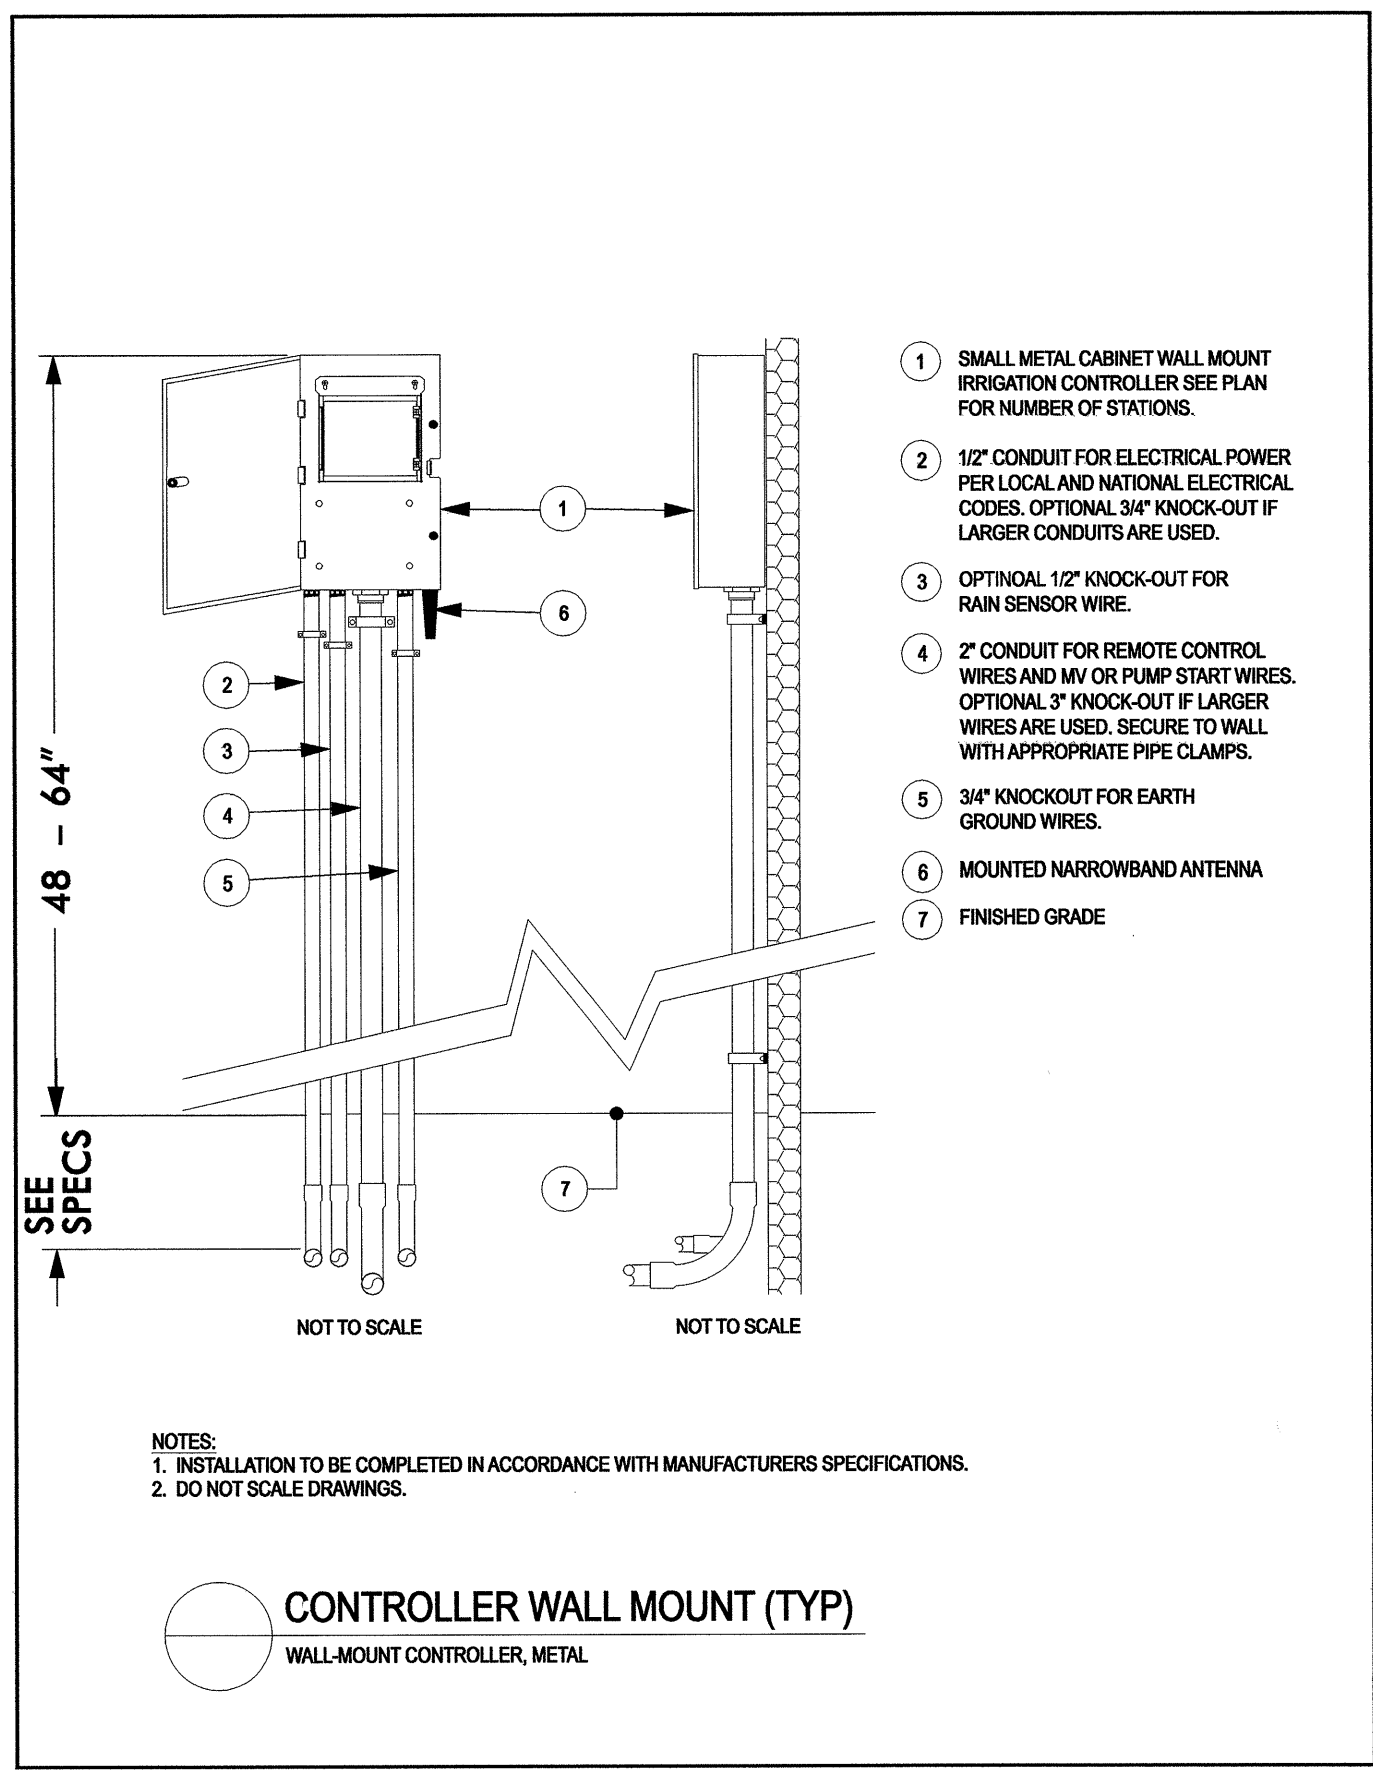 1 SMALL METAL CABINET WALL MOUNT
IRRIGATION CONTROLLER SEE PLAN
FOR NUMBER OF STATIONS.
2 1/2" CONDUIT FOR ELECTRICAL POWER
PER LOCAL AND NATIONAL ELECTRICAL
CODES. OPTIONAL 3/4" KNOCK-OUT IF
LARGER CONDUITS ARE USED.
3 OPTINOAL 1/2" KNOCK-OUT FOR
RAIN SENSOR WIRE.
4 2" CONDUIT FOR REMOTE CONTROL
WIRES AND MV OR PUMP START WIRES.
OPTIONAL 3" KNOCK-OUT IF LARGER
WIRES ARE USED. SECURE TO WALL
WITH APPROPRIATE PIPE CLAMPS.
5 3/4" KNOCKOUT FOR EARTH
GROUND WIRES.
6 MOUNTED NARROWBAND ANTENNA
7 FINISHED GRADE
1
6
2
3
4
5
7
48 – 64"
SEE
SPECS
NOT TO SCALE
NOT TO SCALE
NOTES:
1. INSTALLATION TO BE COMPLETED IN ACCORDANCE WITH MANUFACTURERS SPECIFICATIONS.
2. DO NOT SCALE DRAWINGS.
CONTROLLER WALL MOUNT (TYP)
WALL-MOUNT CONTROLLER, METAL